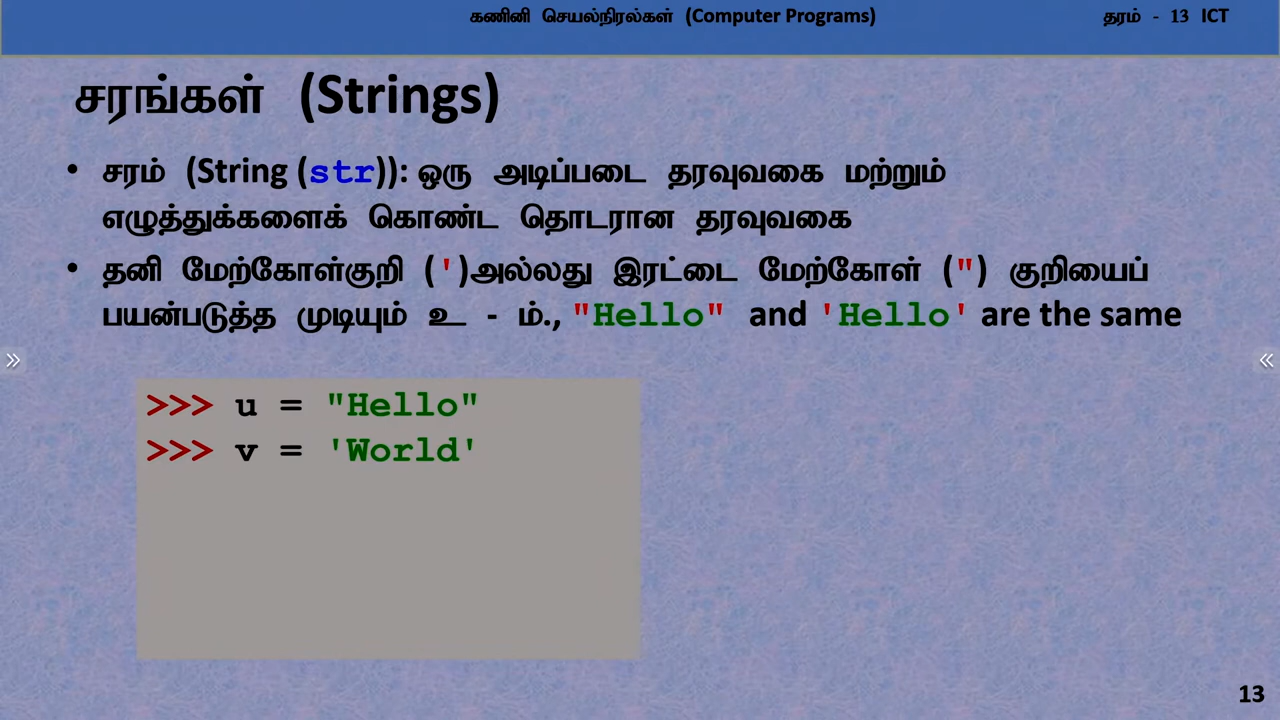 கணினி செயல்நிரல்கள் (Computer Programs) தரம் - 13 ICT
சரங்கள் (Strings)
• சரம் (String (str)): ஒரு அடிப்படை தரவுவகை மற்றும்
எழுத்துக்களைக் கொண்ட தொடரான தரவுவகை
• தனி மேற்கோள்குறி (')அல்லது இரட்டை மேற்கோள் (") குறியைப்
பயன்படுத்த முடியும் உ - ம்., "Hello" and 'Hello' are the same
>>> u = "Hello"
>>> v = 'World'
13